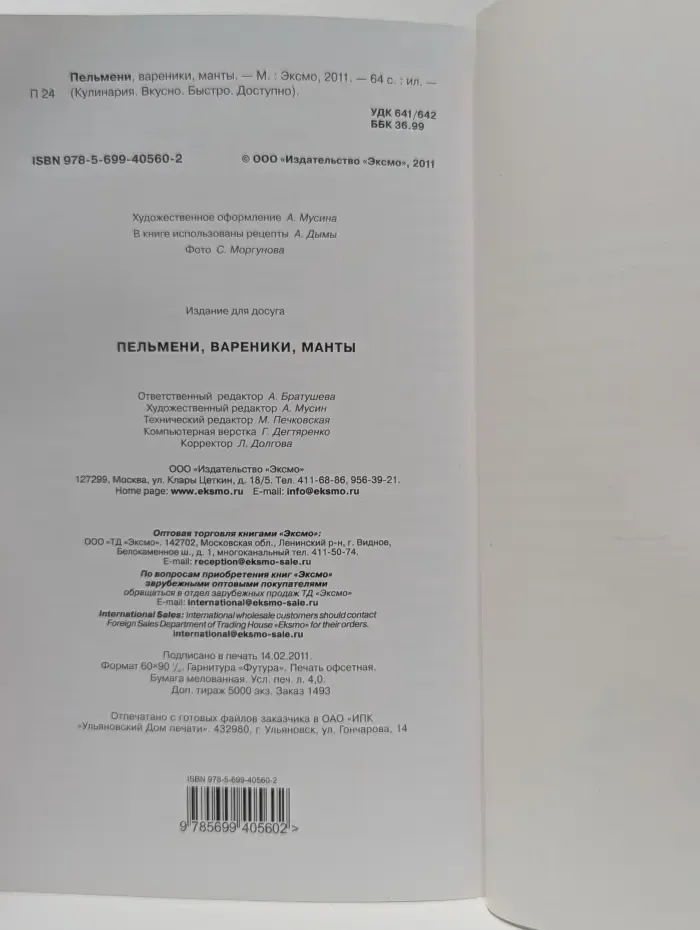 Пельмени, вареники, манты. — М. : Эксмо, 2011. — 64 с. : ил. —
П 24 (Кулинария. Вкусно. Быстро. Доступно).
УДК 641/642
ББК 36.99
ISBN 978-5-699-40560-2 © ООО «Издательство «Эксмо», 2011
Художественное оформление А. Мусина
В книге использованы рецепты А. Дымы
Фото С. Моргунова
Издание для досуга
ПЕЛЬМЕНИ, ВАРЕНИКИ, МАНТЫ
Ответственный редактор А. Братушева
Художественный редактор А. Мусин
Технический редактор М. Печковская
Компьютерная верстка Г. Дегтяренко
Корректор Л. Долгова
ООО «Издательство «Эксмо»
127299, Москва, ул. Клары Цеткин, д. 18/5. Тел. 411-68-86, 956-39-21.
Home page: www.eksmo.ru E-mail: info@eksmo.ru
Оптовая торговля книгами «Эксмо»:
ООО «ТД «Эксмо». 142702, Московская обл., Ленинский р-н, г. Видное,
Белокаменное ш., д. 1, многоканальный тел. 411-50-74.
E-mail: reception@eksmo-sale.ru
По вопросам приобретения книг «Эксмо»
зарубежными оптовыми покупателями
обращаться в отдел зарубежных продаж ТД «Эксмо»
E-mail: international@eksmo-sale.ru
International Sales: International wholesale customers should contact
Foreign Sales Department of Trading House «Eksmo» for their orders.
international@eksmo-sale.ru
Подписано в печать 14.02.2011.
Формат 60×90 Гарнитура «Футура». Печать офсетная.
Бумага мелованная. Усл. печ. л. 4,0.
Доп. тираж 5000 экз. Заказ 1493
Отпечатано с готовых файлов заказчика в ОАО «ИПК
«Ульяновский Дом печати». 432980, г. Ульяновск, ул. Гончарова, 14
ISBN 978-5-699-40560-2
9 785699 405602 >